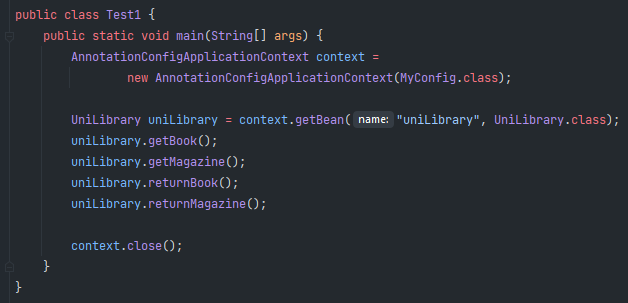 public class Test1 {
    public static void main(String[] args) {
        AnnotationConfigApplicationContext context =
                new AnnotationConfigApplicationContext(MyConfig.class);

        UniLibrary uniLibrary = context.getBean( name: "uniLibrary", UniLibrary.class);
        uniLibrary.getBook();
        uniLibrary.getMagazine();
        uniLibrary.returnBook();
        uniLibrary.returnMagazine();

        context.close();
    }
}